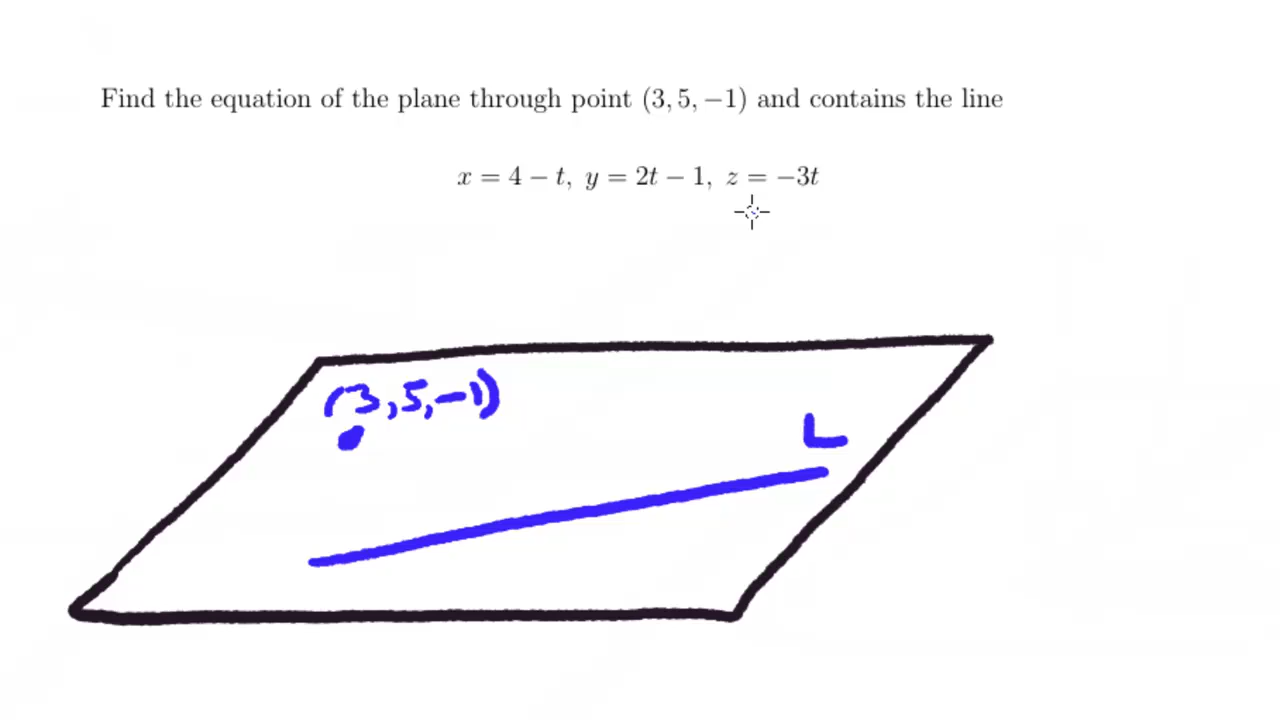 Find the equation of the plane through point (3, 5, −1) and contains the line
x = 4 − t, y = 2t − 1, z = −3t
(3,5,-1)
L